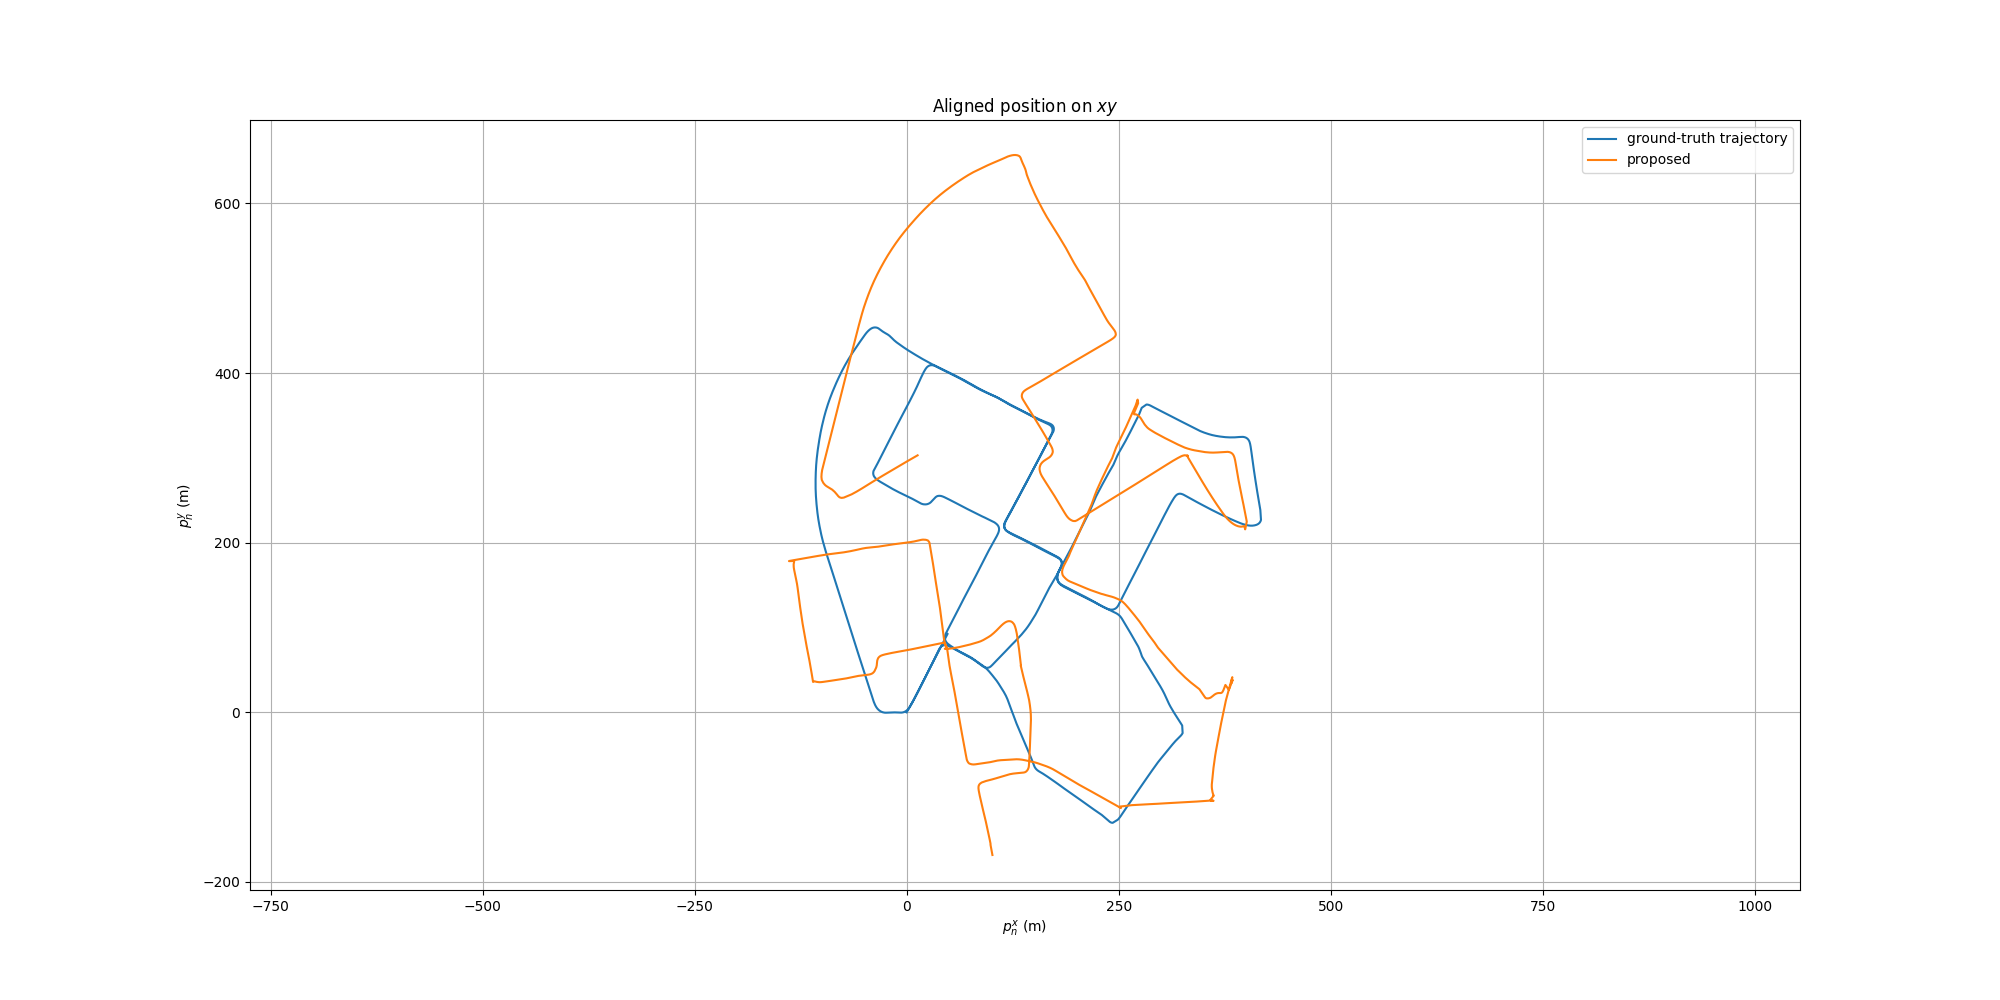 Aligned position on xy
ground-truth trajectory
proposed
600
400
200
0
−200
p_n^y (m)
−750
−500
−250
0
250
500
750
1000
p_n^x (m)